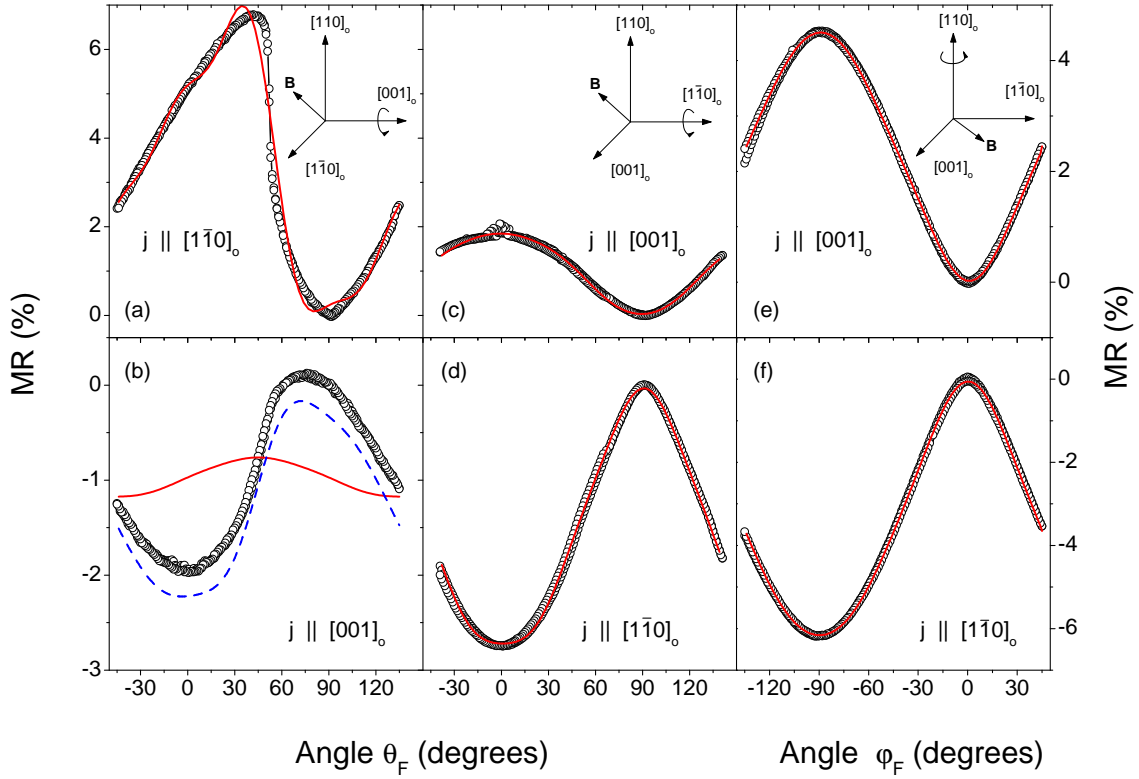 6
4
2
0
MR (%)
[110]ₒ
B
[001]ₒ
[11̄0]ₒ
j || [11̄0]ₒ
(a)
[110]ₒ
B
[11̄0]ₒ
[001]ₒ
j || [001]ₒ
(c)
[110]ₒ
[11̄0]ₒ
B
[001]ₒ
j || [001]ₒ
(e)
4
2
0
MR (%)
0
-1
-2
-3
MR (%)
(b)
j || [001]ₒ
(d)
j || [11̄0]ₒ
(f)
j || [11̄0]ₒ
0
-2
-4
-6
-30 0 30 60 90 120
-30 0 30 60 90 120
-120 -90 -60 -30 0 30
Angle θ_F (degrees)
Angle φ_F (degrees)